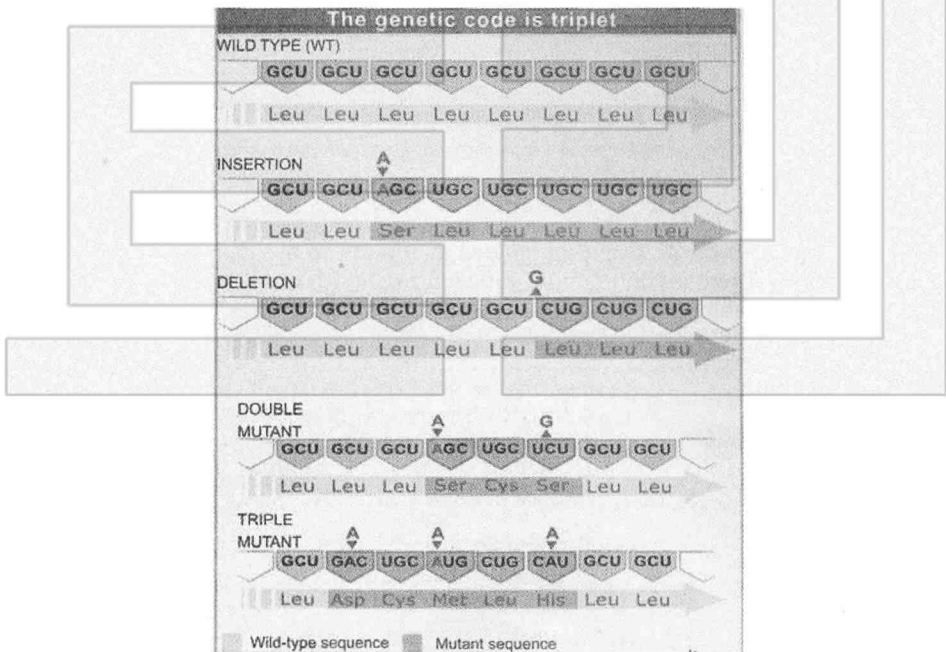 The genetic code is triplet
WILD TYPE (WT)
GCU GCU GCU GCU GCU GCU GCU GCU
Leu Leu Leu Leu Leu Leu Leu Leu
A
INSERTION
GCU GCU AGC UGC UGC UGC UGC UGC
Leu Leu Ser Leu Leu Leu Leu Leu
G
DELETION
GCU GCU GCU GCU GCU CUG CUG CUG
Leu Leu Leu Leu Leu Leu Leu Leu
DOUBLE
A G
MUTANT
GCU GCU GCU AGC UGC UCU GCU GCU
Leu Leu Leu Ser Cys Ser Leu Leu
TRIPLE
A A A
MUTANT
GCU GAC UGC AUG CUG CAU GCU GCU
Leu Asp Cys Met Leu His Leu Leu
Wild-type sequence Mutant sequence